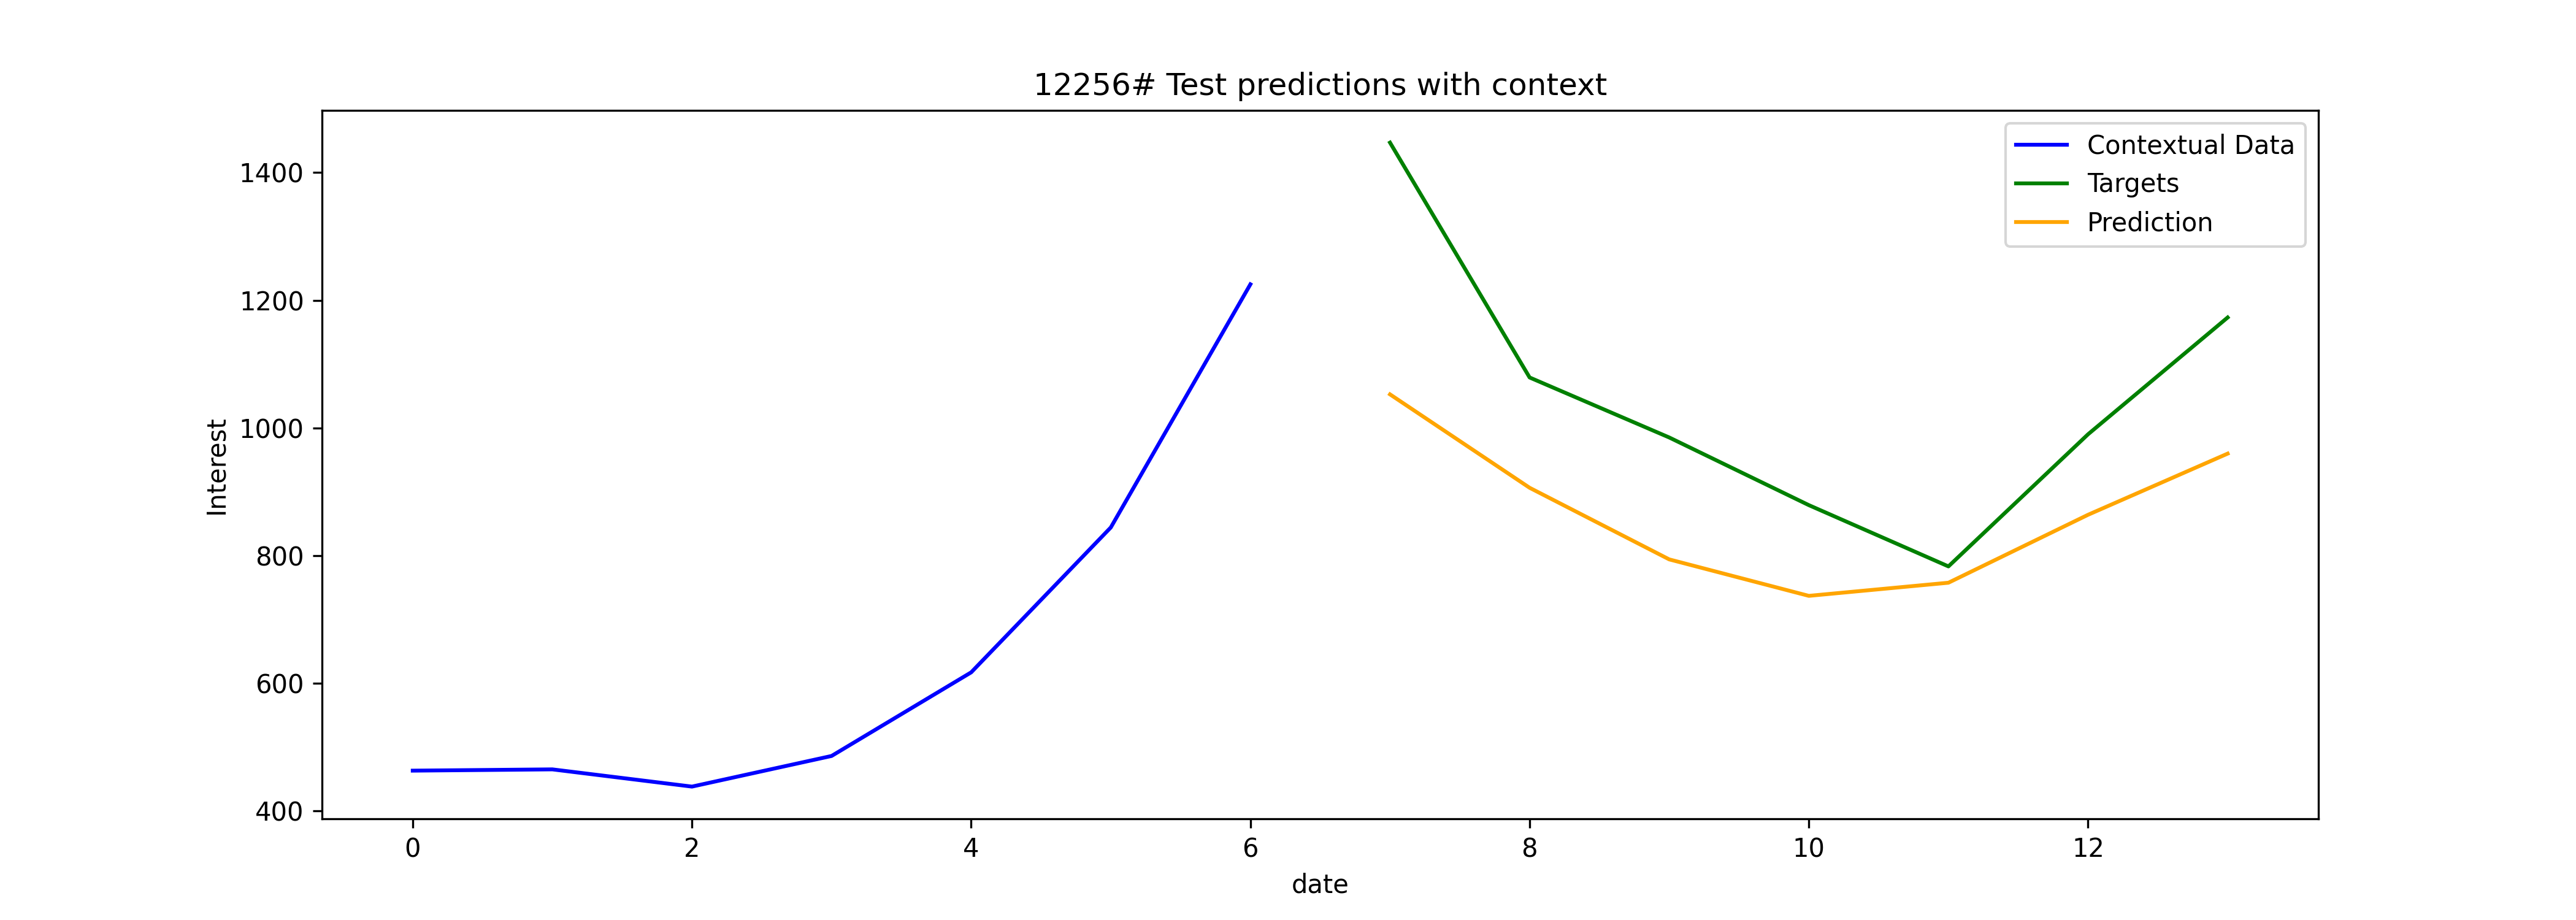 12256# Test predictions with context
Contextual Data
Targets
Prediction
1400
1200
1000
800
600
400
Interest
0 2 4 6 8 10 12
date